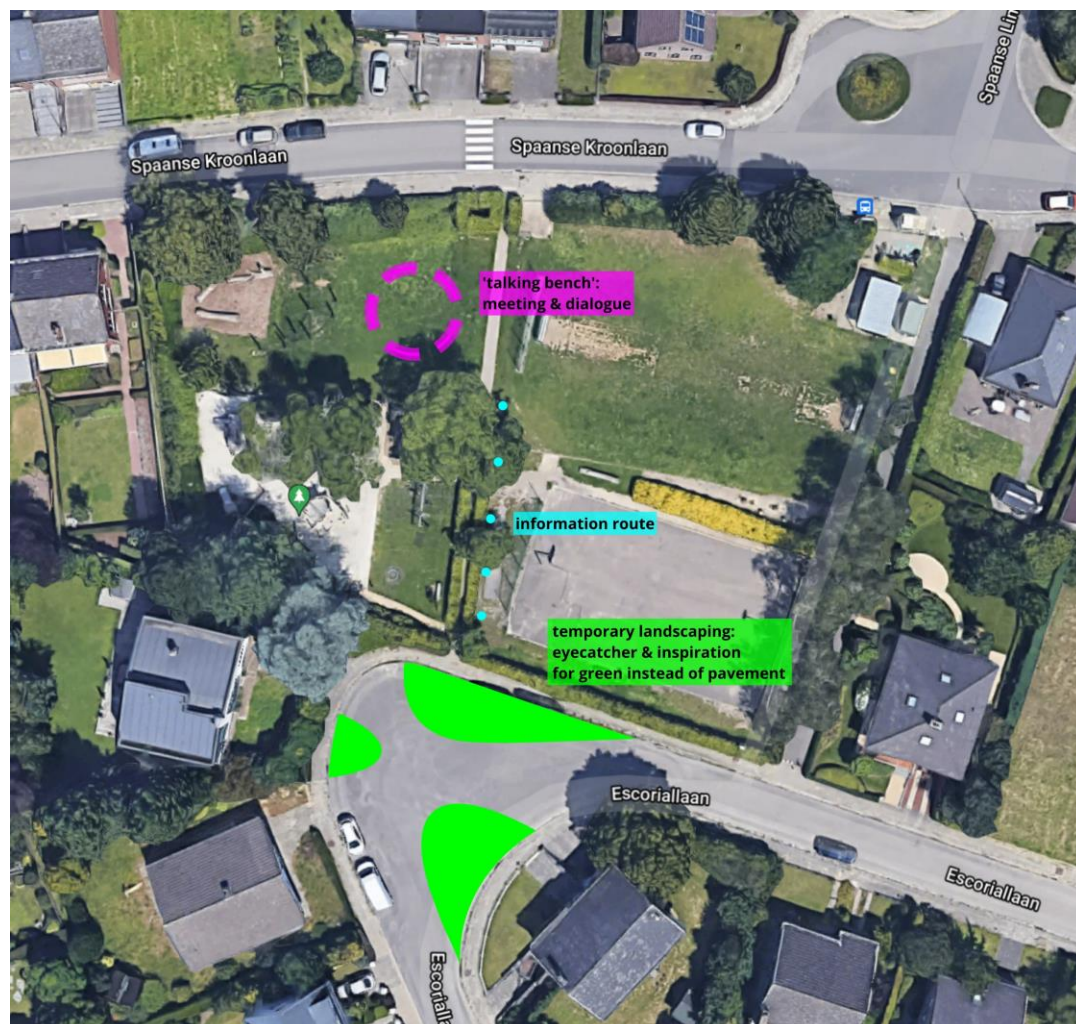 Spaanse Lin
Spaanse Kroonlaan
Spaanse Kroonlaan
'talking bench':
meeting & dialogue
information route
temporary landscaping:
eyecatcher & inspiration
for green instead of pavement
Escoriallaan
Escoriallaan
Escorialla